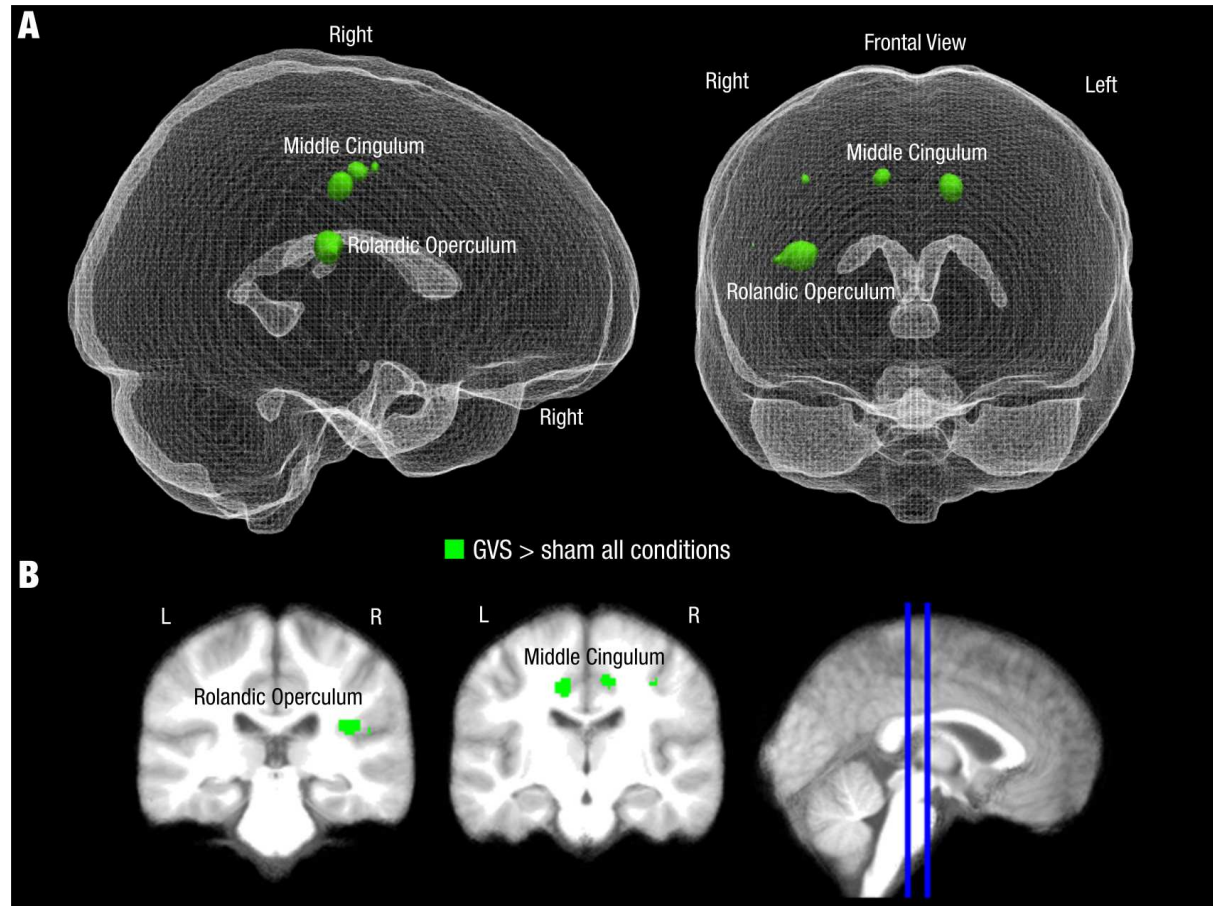 A
Right
Frontal View
Right
Left
Middle Cingulum
Middle Cingulum
Rolandic Operculum
Rolandic Operculum
Right
GVS > sham all conditions
B
L
R
L
R
Middle Cingulum
Rolandic Operculum